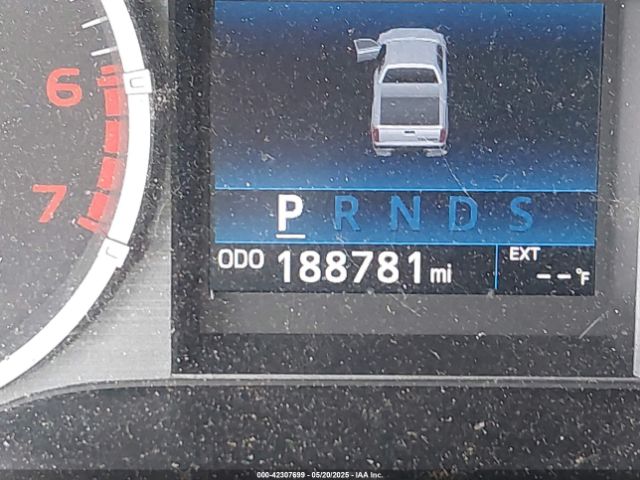 6
7
P R N D S
ODO 188781 mi
EXT
-- °F
000-42307699 - 05/20/2025 - IAA Inc.